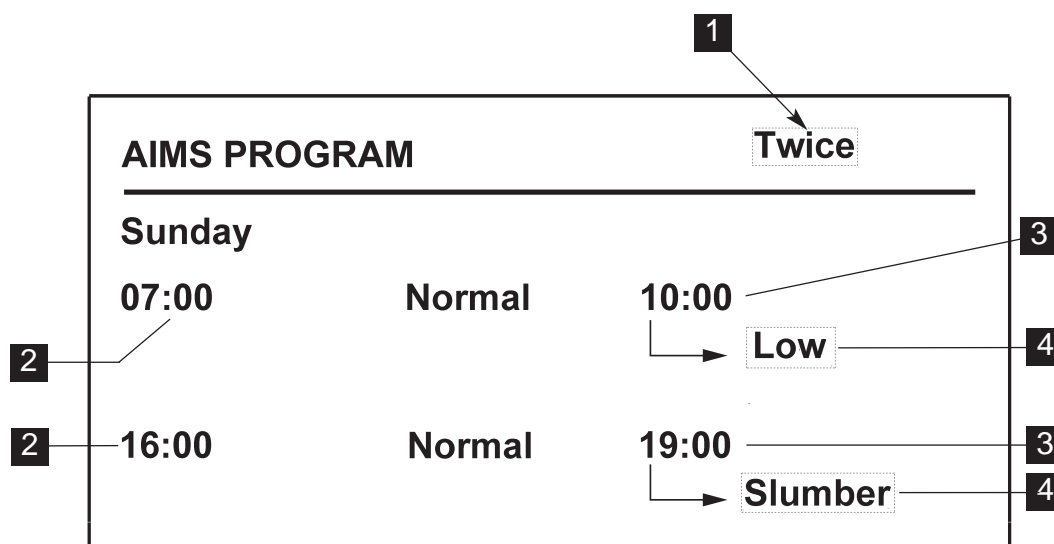 1
AIMS PROGRAM Twice
Sunday
3
07:00 Normal 10:00
2
Low 4
2 16:00 Normal 19:00 3
Slumber 4